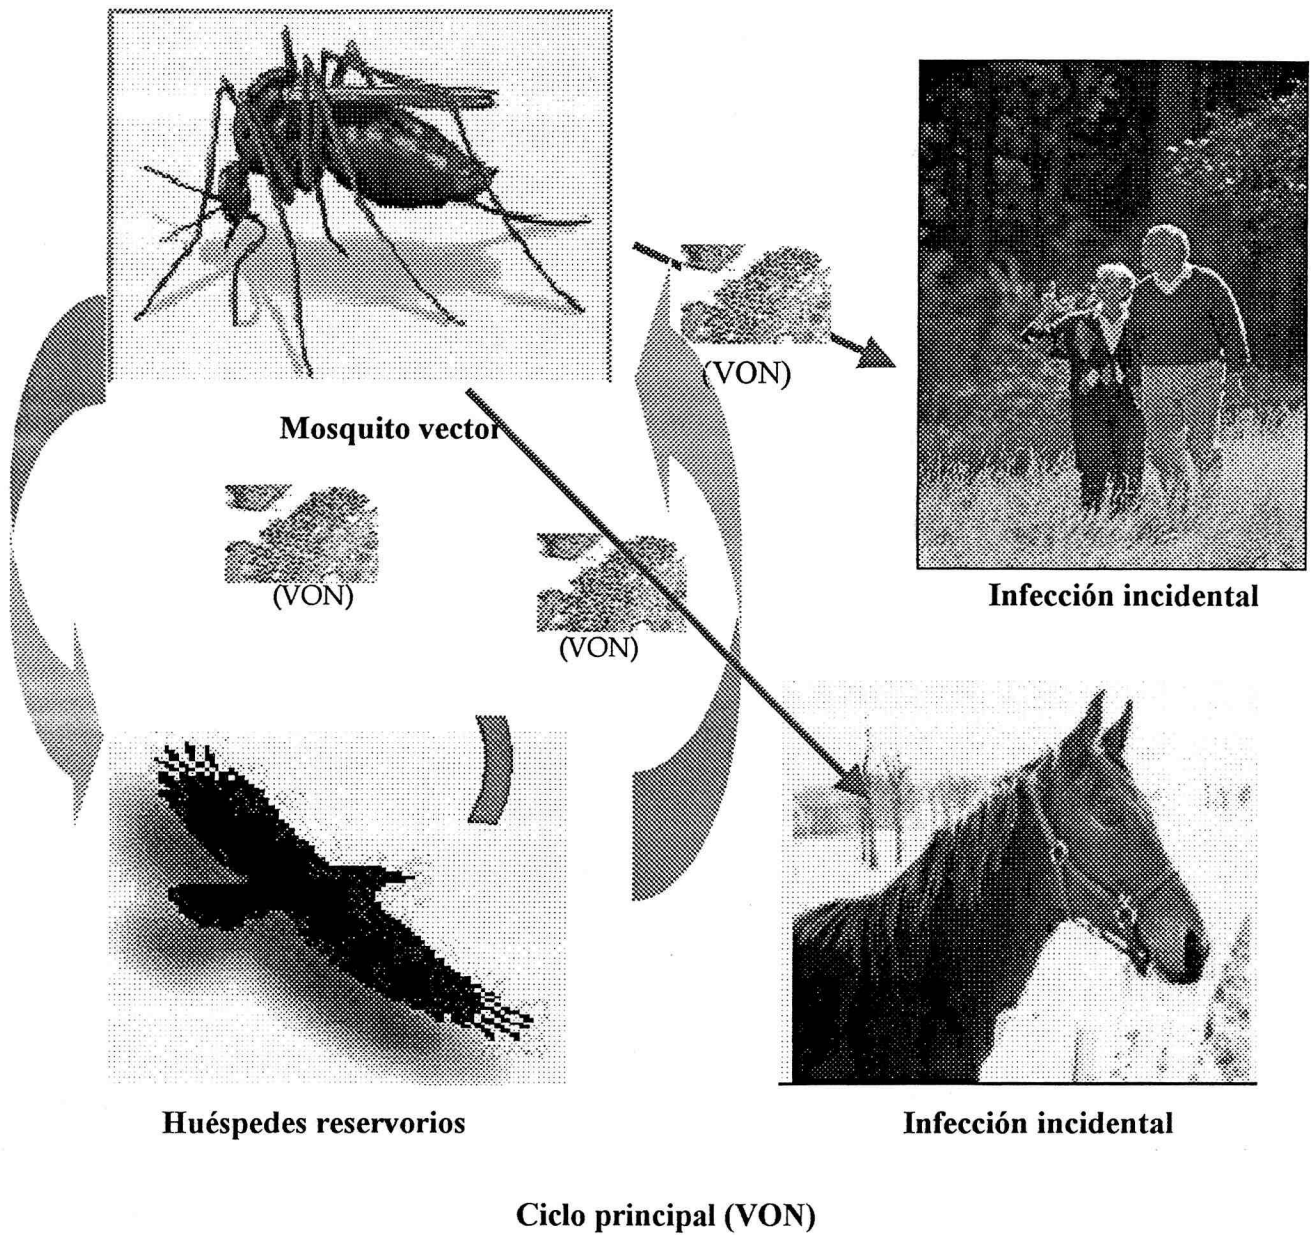 (VON)
Mosquito vector
(VON)
(VON)
Infección incidental
Huéspedes reservorios
Infección incidental
Ciclo principal (VON)